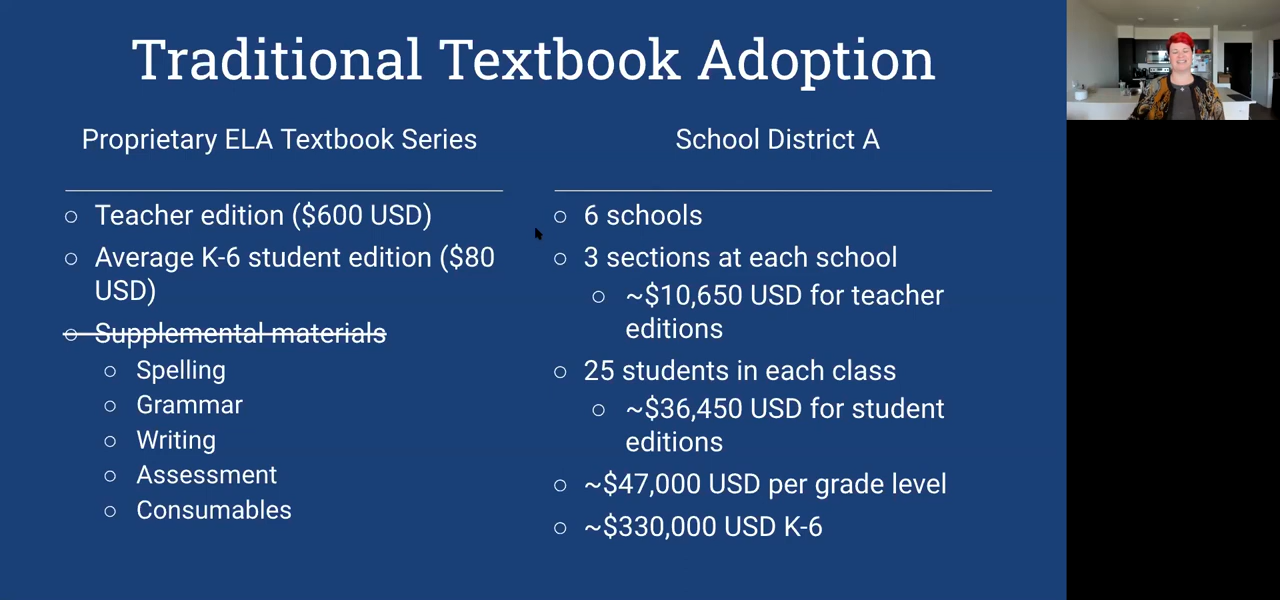 Traditional Textbook Adoption
Proprietary ELA Textbook Series
Teacher edition ($600 USD)
Average K-6 student edition ($80
USD)
Supplemental materials
Spelling
Grammar
Writing
Assessment
Consumables
School District A
6 schools
3 sections at each school
~$10,650 USD for teacher
editions
25 students in each class
~$36,450 USD for student
editions
~$47,000 USD per grade level
~$330,000 USD K-6